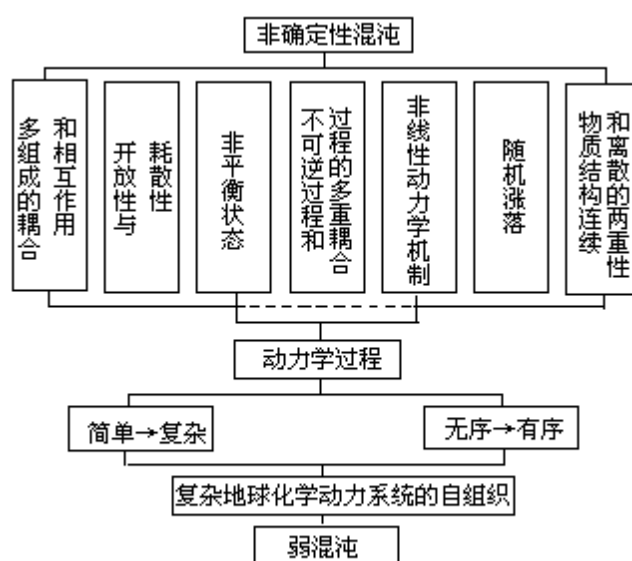 非确定性混沌
多组成的耦合
和相互作用
开放性与
耗散性
非平衡状态
不可逆过程和
过程的多重耦合
非线性动力学机制
随机涨落
物质结构连续
和离散的两重性
动力学过程
简单→复杂
无序→有序
复杂地球化学动力系统的自组织
弱混沌